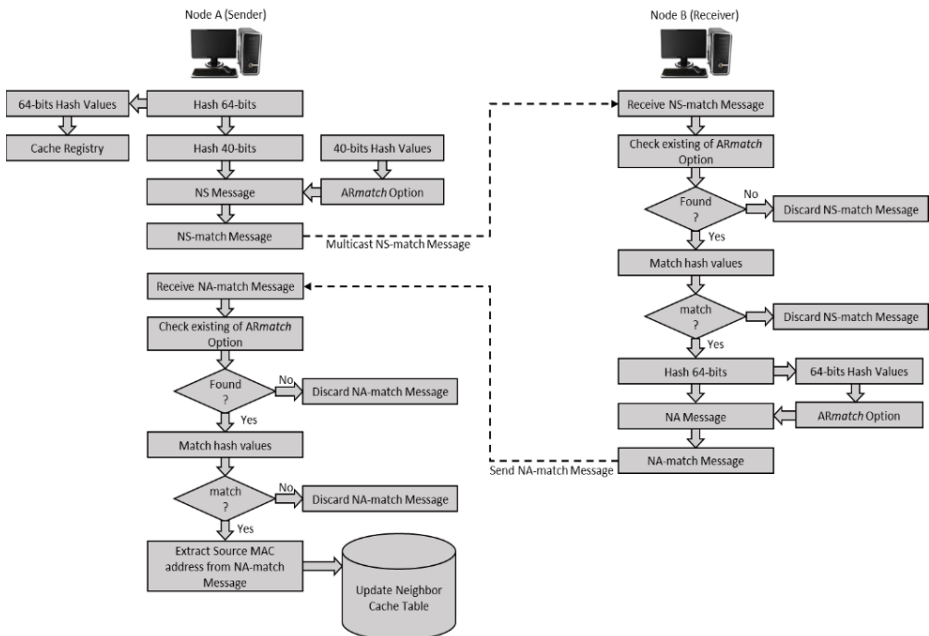 Node A (Sender)
64-bits Hash Values
Hash 64-bits
Cache Registry
Hash 40-bits
40-bits Hash Values
NS Message
ARmatch Option
NS-match Message
Multicast NS-match Message
Receive NA-match Message
Check existing of ARmatch
Option
Found
?
No
Discard NA-match Message
Yes
Match hash values
match
?
No
Discard NA-match Message
Yes
Extract Source MAC
address from NA-match
Message
Update Neighbor
Cache Table
Node B (Receiver)
Receive NS-match Message
Check existing of ARmatch
Option
Found
?
No
Discard NS-match Message
Yes
Match hash values
match
?
No
Discard NS-match Message
Yes
Hash 64-bits
64-bits Hash Values
NA Message
ARmatch Option
NA-match Message
Send NA-match Message